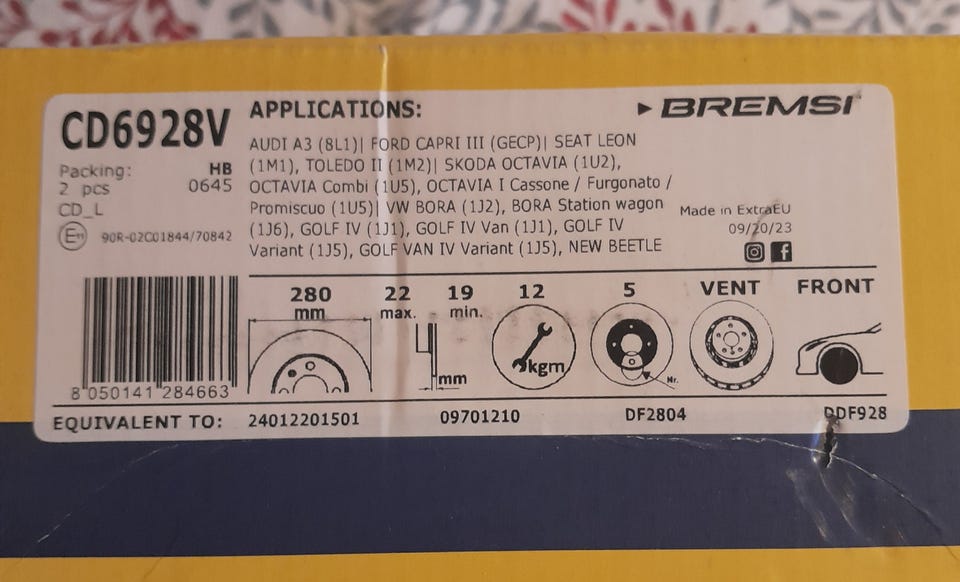 CD6928V
Packing: HB
2 pcs 0645
CD_L
E 90R-02C01844/70842
APPLICATIONS:
BREMSI
AUDI A3 (8L1)| FORD CAPRI III (GECP)| SEAT LEON
(1M1), TOLEDO II (1M2)| SKODA OCTAVIA (1U2),
OCTAVIA Combi (1U5), OCTAVIA I Cassone / Furgonato /
Promiscuo (1U5)| VW BORA (1J2), BORA Station wagon
(1J6), GOLF IV (1J1), GOLF IV Van (1J1), GOLF IV
Variant (1J5), GOLF VAN IV Variant (1J5), NEW BEETLE
Made in ExtraEU
09/20/23
8 050141 284663
280 22 19 12 5 VENT FRONT
mm max. min.
mm
kgm
Nr.
EQUIVALENT TO: 24012201501 09701210 DF2804 DDF928